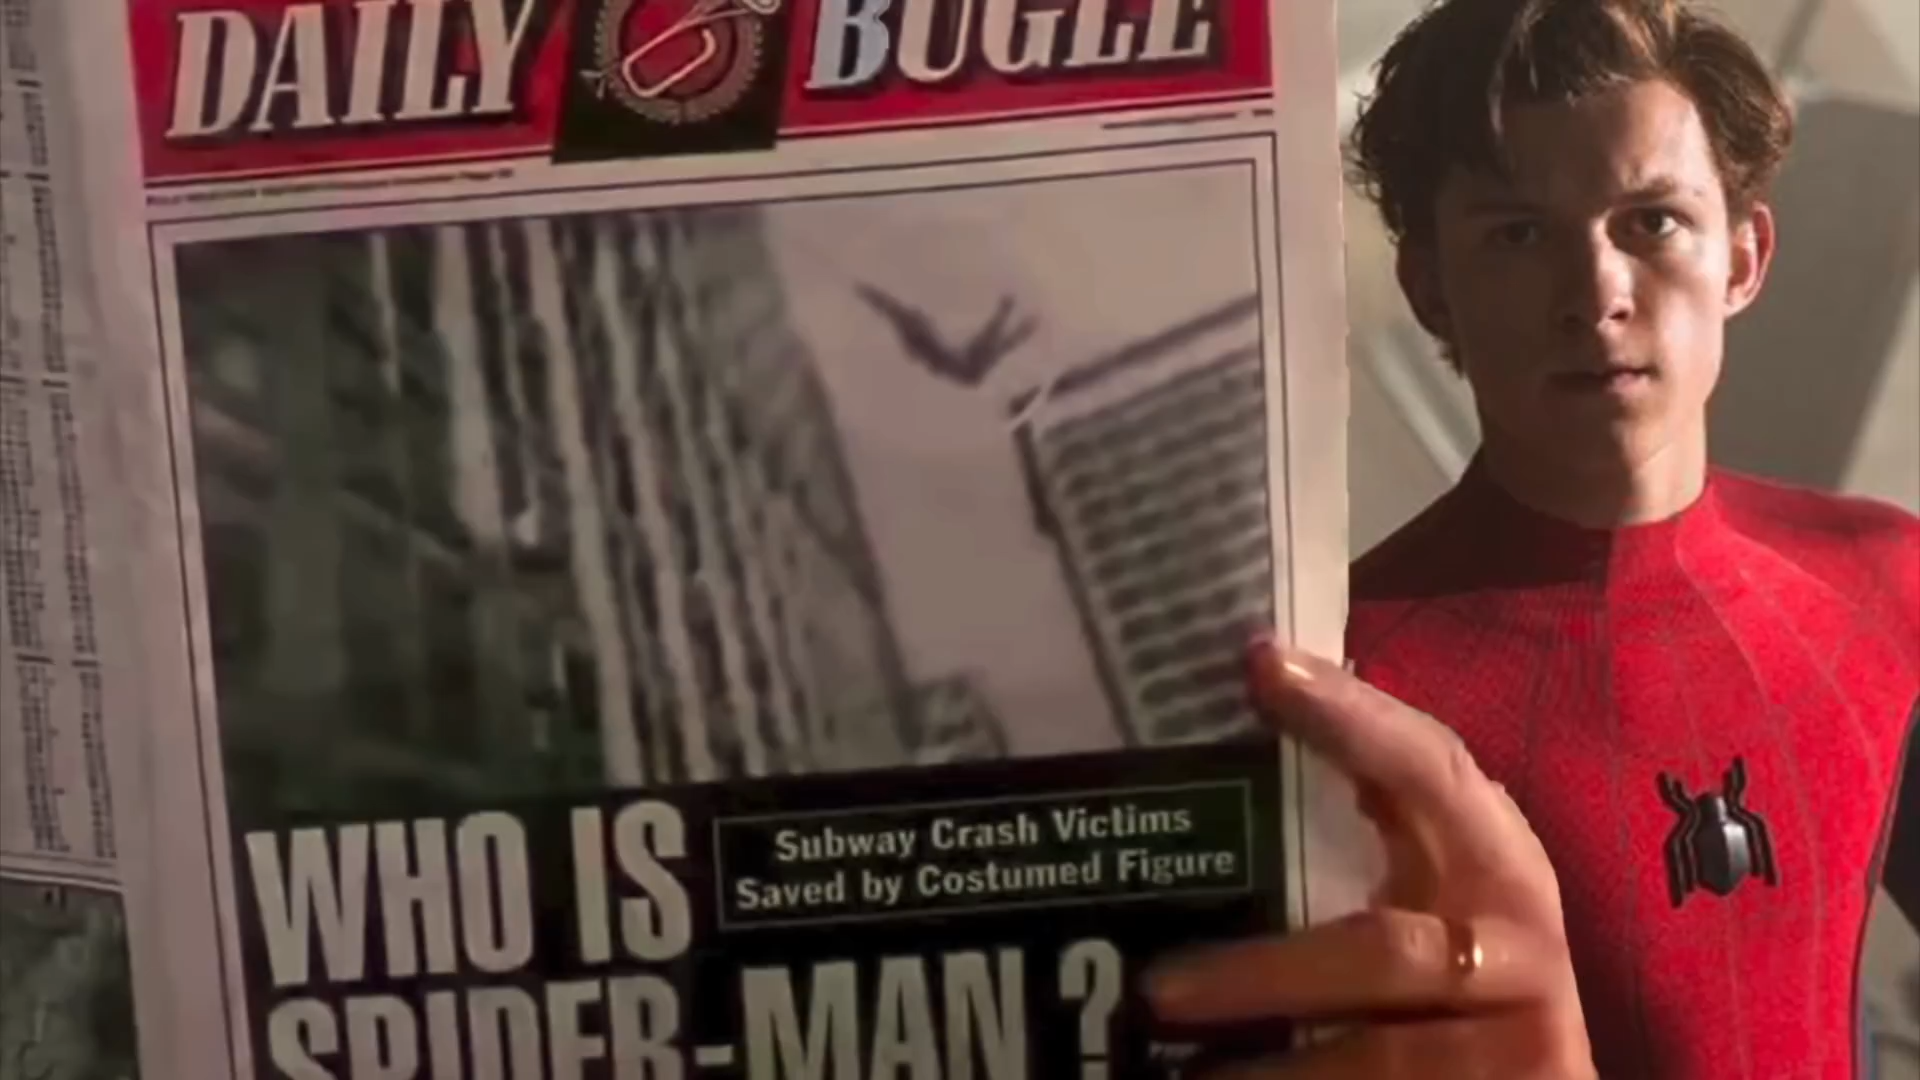 DAILY BUGLE
WHO IS
Subway Crash Victims
Saved by Costumed Figure
SPIDER-MAN?